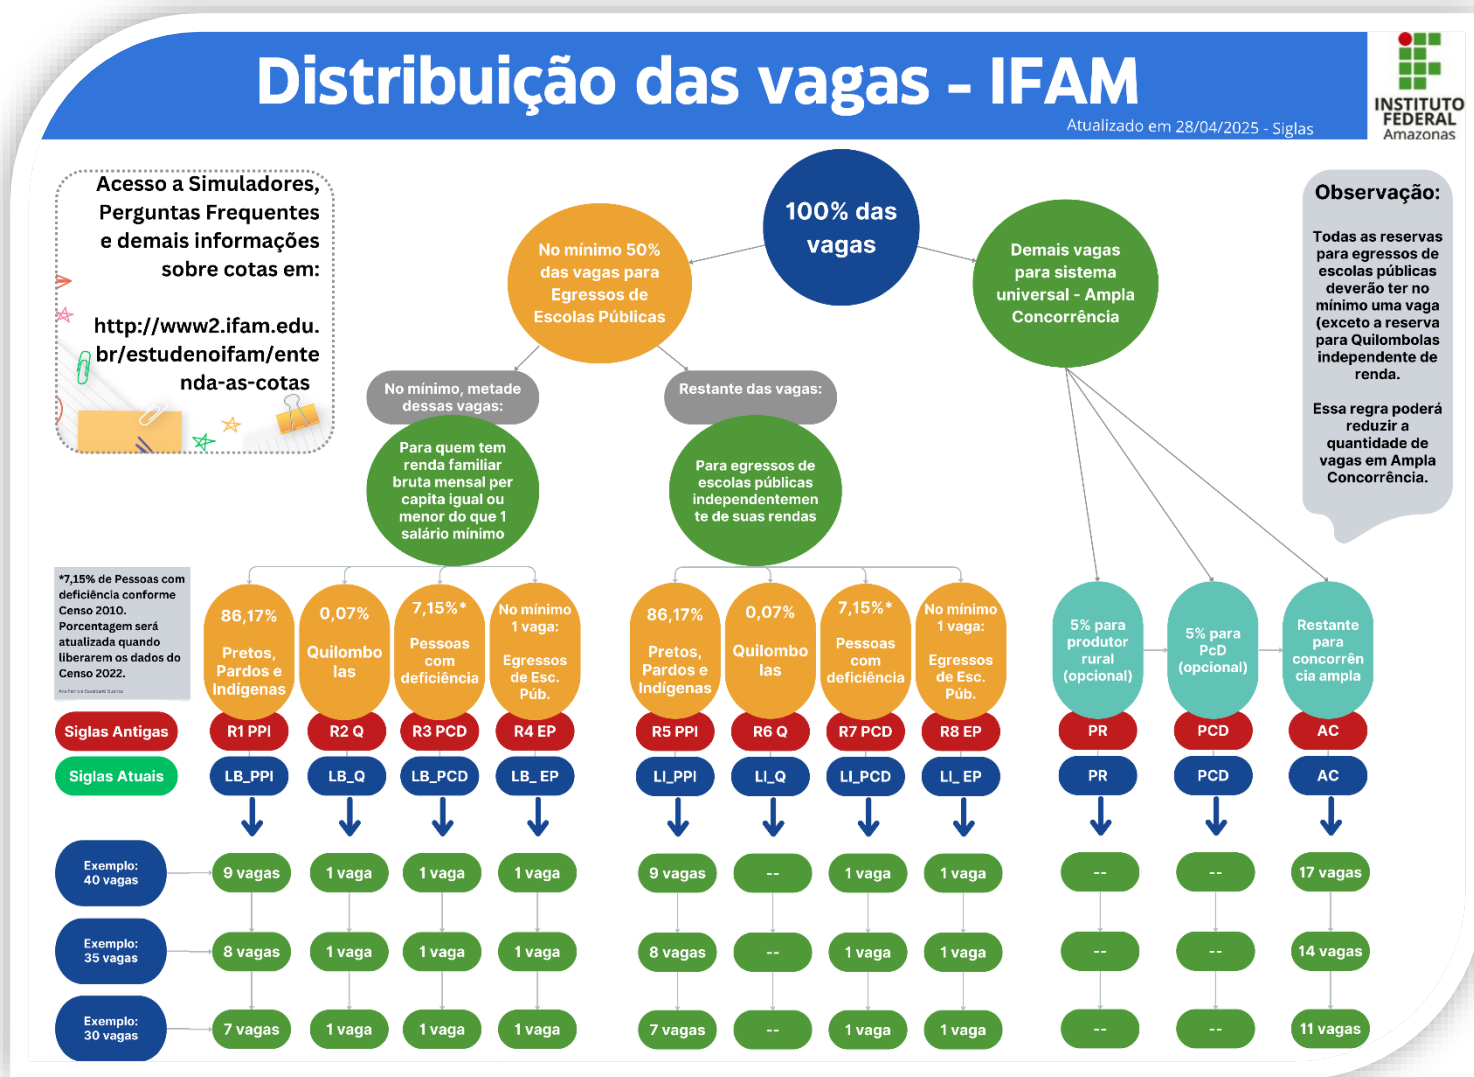 Distribuição das vagas - IFAM
Atualizado em 28/04/2025 - Siglas
INSTITUTO
FEDERAL
Amazonas
Acesso a Simuladores,
Perguntas Frequentes
e demais informações
sobre cotas em:
http://www2.ifam.edu.
br/estudenoifam/ente
nda-as-cotas
100% das
vagas
No mínimo 50%
das vagas para
Egressos de
Escolas Públicas
Demais vagas
para sistema
universal - Ampla
Concorrência
Observação:
Todas as reservas
para egressos de
escolas públicas
deverão ter no
mínimo uma vaga
(exceto a reserva
para Quilombolas
independente de
renda.
Essa regra poderá
reduzir a
quantidade de
vagas em Ampla
Concorrência.
No mínimo, metade
dessas vagas:
Restante das vagas:
Para quem tem
renda familiar
bruta mensal per
capita igual ou
menor do que 1
salário mínimo
Para egressos de
escolas públicas
independentemen
te de suas rendas
*7,15% de Pessoas com
deficiência conforme
Censo 2010.
Porcentagem será
atualizada quando
liberarem os dados do
Censo 2022.
86,17%
Pretos,
Pardos e
Indígenas
0,07%
Quilombo
las
7,15%*
Pessoas
com
deficiência
No mínimo
1 vaga:
Egressos
de Esc.
Púb.
86,17%
Pretos,
Pardos e
Indígenas
0,07%
Quilombo
las
7,15%*
Pessoas
com
deficiência
No mínimo
1 vaga:
Egressos
de Esc.
Púb.
5% para
produtor
rural
(opcional)
5% para
PcD
(opcional)
Restante
para
concorrên
cia ampla
Siglas Antigas R1 PPI R2 Q R3 PCD R4 EP R5 PPI R6 Q R7 PCD R8 EP PR PCD AC
Siglas Atuais LB_PPI LB_Q LB_PCD LB_ EP LI_PPI LI_Q LI_PCD LI_ EP PR PCD AC
Exemplo:
40 vagas
9 vagas 1 vaga 1 vaga 1 vaga 9 vagas -- 1 vaga 1 vaga -- -- 17 vagas
Exemplo:
35 vagas
8 vagas 1 vaga 1 vaga 1 vaga 8 vagas -- 1 vaga 1 vaga -- -- 14 vagas
Exemplo:
30 vagas
7 vagas 1 vaga 1 vaga 1 vaga 7 vagas -- 1 vaga 1 vaga -- -- 11 vagas